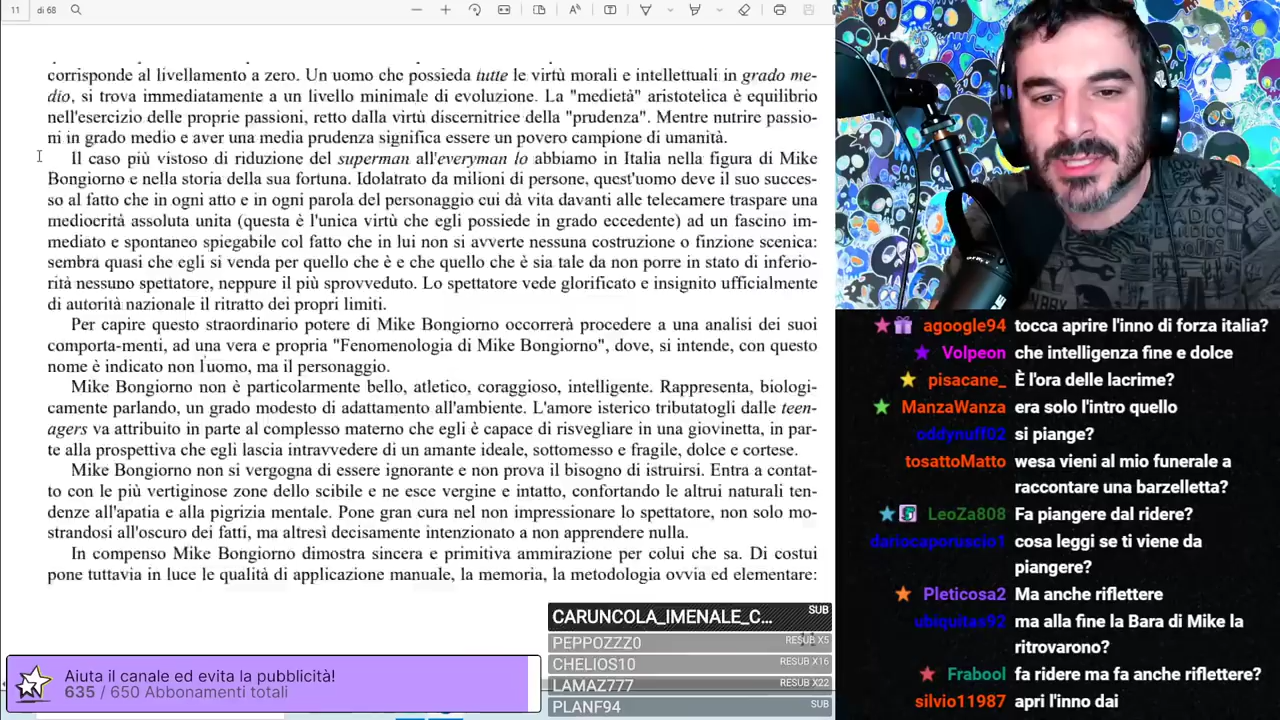 11 di 68
corrisponde al livellamento a zero. Un uomo che possieda tutte le virtù morali e intellettuali in grado me-
dio, si trova immediatamente a un livello minimale di evoluzione. La "medietà" aristotelica è equilibrio
nell'esercizio delle proprie passioni, retto dalla virtù discernitrice della "prudenza". Mentre nutrire passio-
ni in grado medio e aver una media prudenza significa essere un povero campione di umanità.
Il caso più vistoso di riduzione del superman all'everyman lo abbiamo in Italia nella figura di Mike
Bongiorno e nella storia della sua fortuna. Idolatrato da milioni di persone, quest'uomo deve il suo succes-
so al fatto che in ogni atto e in ogni parola del personaggio cui dà vita davanti alle telecamere traspare una
mediocrità assoluta unita (questa è l'unica virtù che egli possiede in grado eccedente) ad un fascino im-
mediato e spontaneo spiegabile col fatto che in lui non si avverte nessuna costruzione o finzione scenica:
sembra quasi che egli si venda per quello che è e che quello che è sia tale da non porre in stato di inferio-
rità nessuno spettatore, neppure il più sprovveduto. Lo spettatore vede glorificato e insignito ufficialmente
di autorità nazionale il ritratto dei propri limiti.
Per capire questo straordinario potere di Mike Bongiorno occorrerà procedere a una analisi dei suoi
comporta-menti, ad una vera e propria "Fenomenologia di Mike Bongiorno", dove, si intende, con questo
nome è indicato non l'uomo, ma il personaggio.
Mike Bongiorno non è particolarmente bello, atletico, coraggioso, intelligente. Rappresenta, biologi-
camente parlando, un grado modesto di adattamento all'ambiente. L'amore isterico tributatogli dalle teen-
agers va attribuito in parte al complesso materno che egli è capace di risvegliare in una giovinetta, in par-
te alla prospettiva che egli lascia intravvedere di un amante ideale, sottomesso e fragile, dolce e cortese.
Mike Bongiorno non si vergogna di essere ignorante e non prova il bisogno di istruirsi. Entra a contat-
to con le più vertiginose zone dello scibile e ne esce vergine e intatto, confortando le altrui naturali ten-
denze all'apatia e alla pigrizia mentale. Pone gran cura nel non impressionare lo spettatore, non solo mo-
strandosi all'oscuro dei fatti, ma altresì decisamente intenzionato a non apprendere nulla.
In compenso Mike Bongiorno dimostra sincera e primitiva ammirazione per colui che sa. Di costui
pone tuttavia in luce le qualità di applicazione manuale, la memoria, la metodologia ovvia ed elementare:
CARUNCOLA_IMENALE_C... SUB
PEPOZZZ0 RESUB X5
CHELIOS10 RESUB X16
LAMAZ777 RESUB X22
PLANF94 SUB
Aiuta il canale ed evita la pubblicità!
635 / 650 Abbonamenti totali
agoogle94 tocca aprire l'inno di forza italia?
Volpeon che intelligenza fine e dolce
pisacane_ È l'ora delle lacrime?
ManzaWanza era solo l'intro quello
oddynuff02 si piange?
tosattoMatto wesa vieni al mio funerale a
raccontare una barzelletta?
LeoZa808 Fa piangere dal ridere?
dariocaporuscio1 cosa leggi se ti viene da
piangere?
Pleticosa2 Ma anche riflettere
ubiquitas92 ma alla fine la Bara di Mike la
ritrovarono?
Frabool fa ridere ma fa anche riflettere?
silvio11987 apri l'inno dai